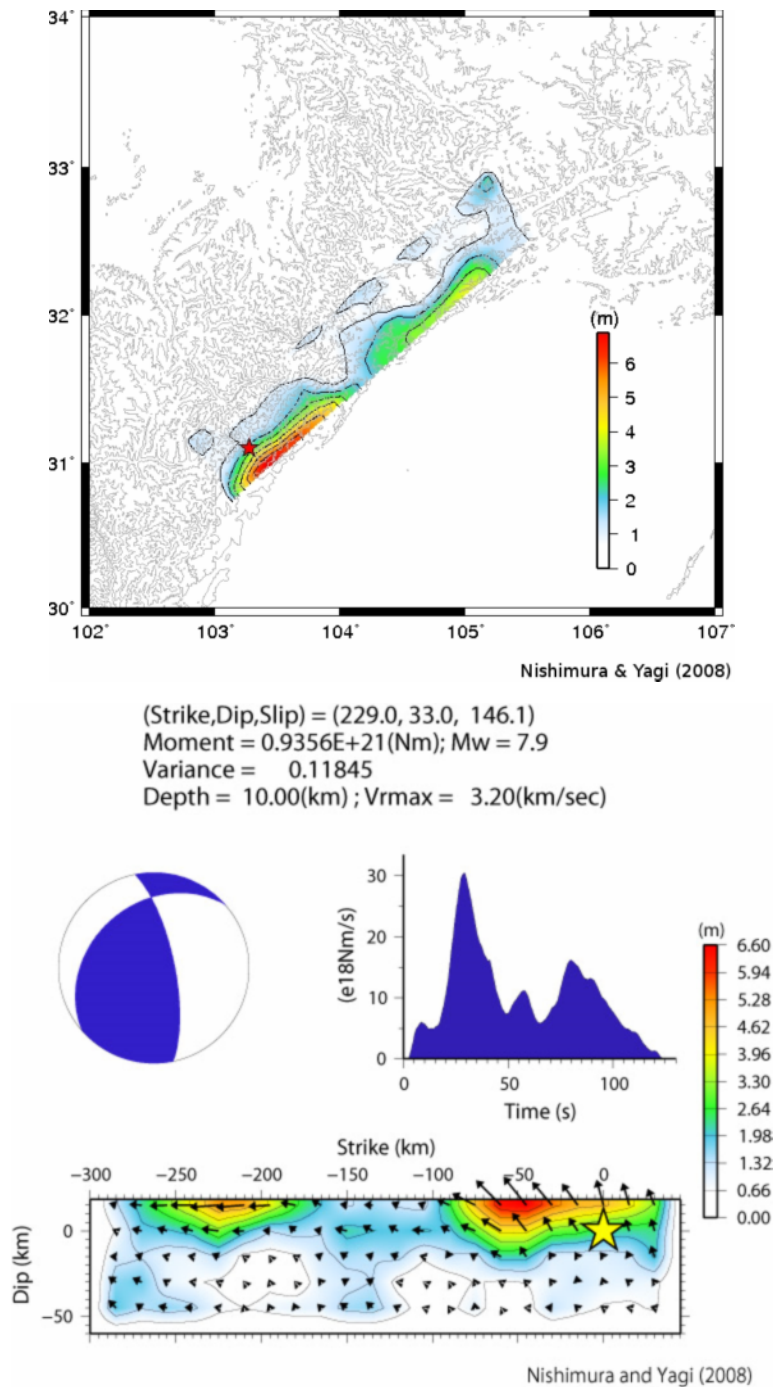 34˚
33˚
32˚
31˚
30˚
102˚ 103˚ 104˚ 105˚ 106˚ 107˚
(m)
6
5
4
3
2
1
0
Nishimura & Yagi (2008)
(Strike,Dip,Slip) = (229.0, 33.0, 146.1)
Moment = 0.9356E+21(Nm); Mw = 7.9
Variance = 0.11845
Depth = 10.00(km) ; Vrmax = 3.20(km/sec)
(e18Nm/s)
30
20
10
0
0 50 100
Time (s)
(m)
6.60
5.94
5.28
4.62
3.96
3.30
2.64
1.98
1.32
0.66
0.00
Strike (km)
−300 −250 −200 −150 −100 −50 0
Dip (km)
0
−50
Nishimura and Yagi (2008)